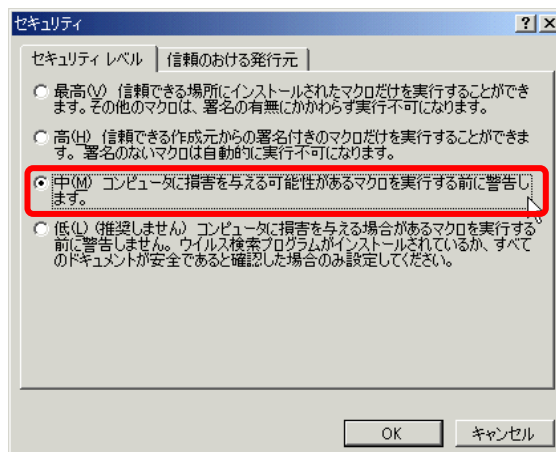 セキュリティ
セキュリティ レベル
信頼のおける発行元
最高(V) 信頼できる場所にインストールされたマクロだけを実行することができ
ます。その他のマクロは、署名の有無にかかわらず実行不可になります。
高(H) 信頼できる作成元からの署名付きのマクロだけを実行することができま
す。 署名のないマクロは自動的に実行不可になります。
中(M) コンピュータに損害を与える可能性があるマクロを実行する前に警告し
ます。
低(L) (推奨しません) コンピュータに損害を与える場合があるマクロを実行する
前に警告しません。ウイルス検索プログラムがインストールされているか、すべて
のドキュメントが安全であると確認した場合のみ設定してください。
OK
キャンセル